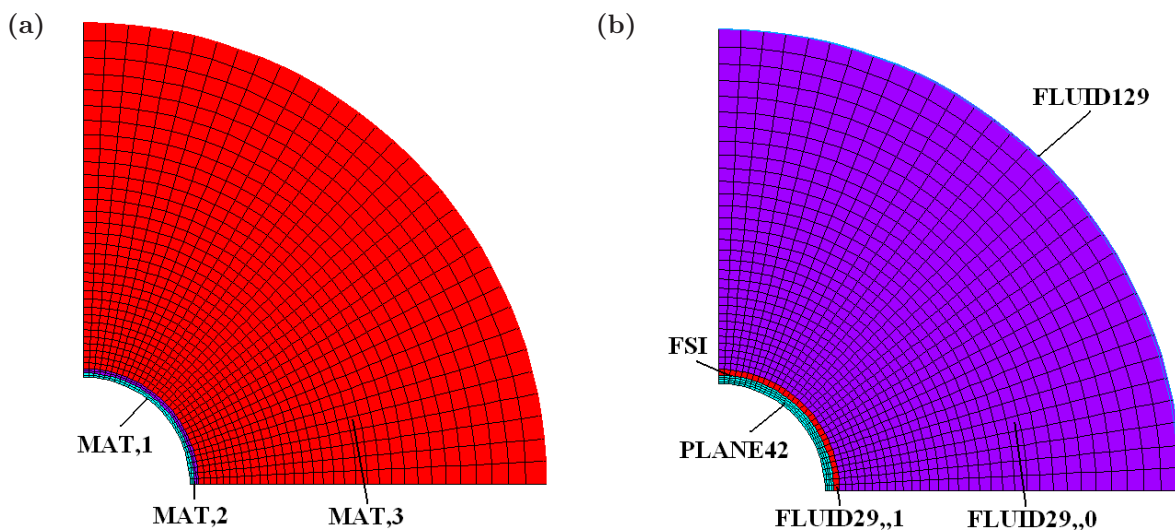 (a)
MAT,1
MAT,2
MAT,3
(b)
FLUID129
FSI
PLANE42
FLUID29,,1
FLUID29,,0